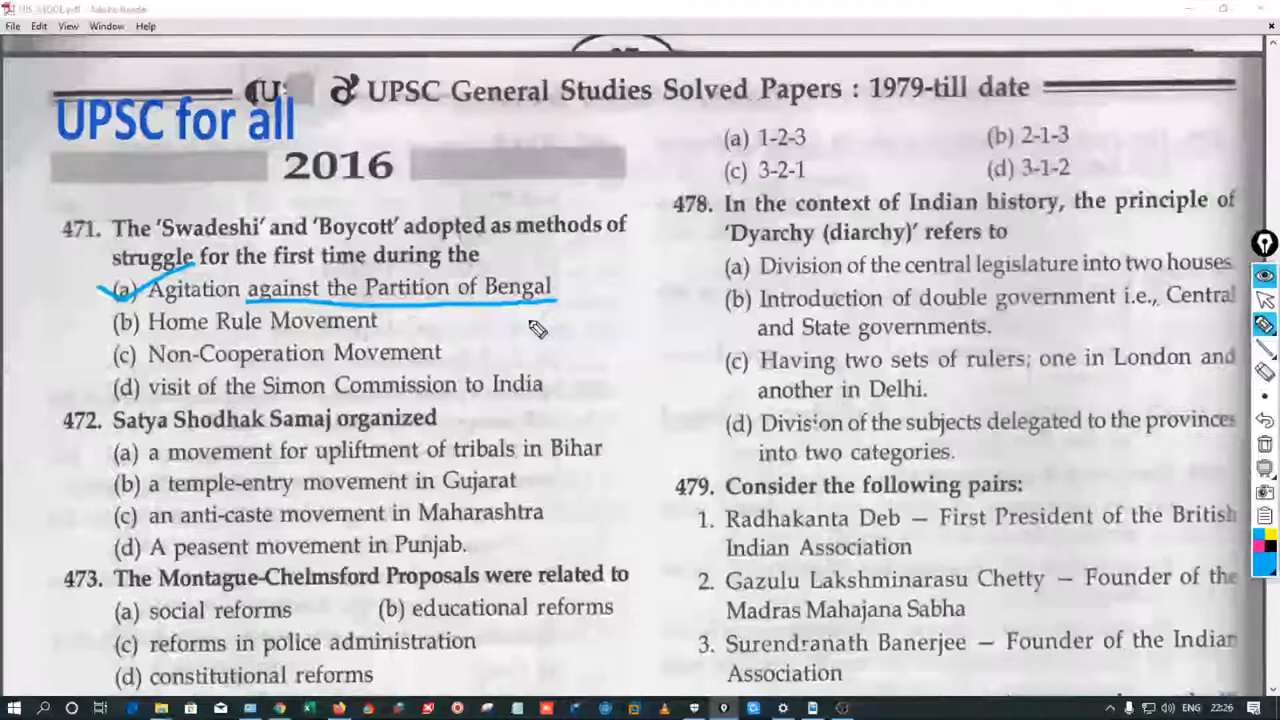 File Edit View Window Help
UPSC General Studies Solved Papers : 1979-till date
UPSC for all
2016
471. The 'Swadeshi' and 'Boycott' adopted as methods of
struggle for the first time during the
(a) Agitation against the Partition of Bengal
(b) Home Rule Movement
(c) Non-Cooperation Movement
(d) visit of the Simon Commission to India
472. Satya Shodhak Samaj organized
(a) a movement for upliftment of tribals in Bihar
(b) a temple-entry movement in Gujarat
(c) an anti-caste movement in Maharashtra
(d) A peasent movement in Punjab.
473. The Montague-Chelmsford Proposals were related to
(a) social reforms (b) educational reforms
(c) reforms in police administration
(d) constitutional reforms
(a) 1-2-3 (b) 2-1-3
(c) 3-2-1 (d) 3-1-2
478. In the context of Indian history, the principle of
'Dyarchy (diarchy)' refers to
(a) Division of the central legislature into two houses
(b) Introduction of double government i.e., Central
and State governments.
(c) Having two sets of rulers; one in London and
another in Delhi.
(d) Division of the subjects delegated to the provinces
into two categories.
479. Consider the following pairs:
1. Radhakanta Deb – First President of the British
Indian Association
2. Gazulu Lakshminarasu Chetty – Founder of the
Madras Mahajana Sabha
3. Surendranath Banerjee – Founder of the Indian
Association
ENG 22:26